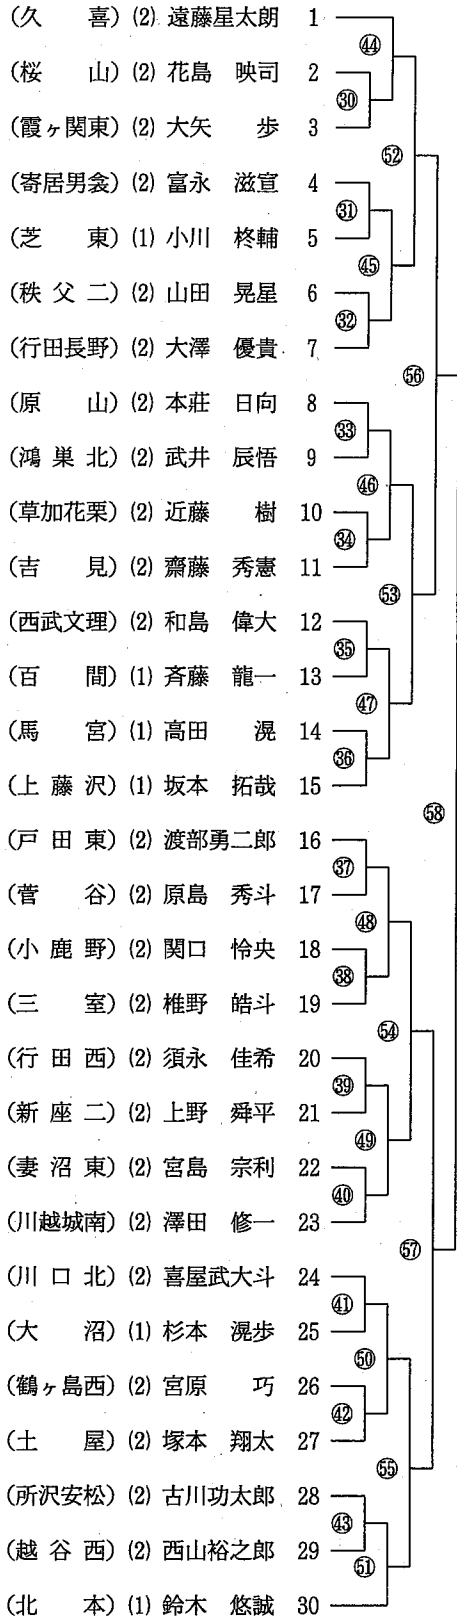 (久喜) (2) 遠藤星太朗 1
㊹
(桜山) (2) 花島 映司 2
㉚
(霞ヶ関東) (2) 大矢 歩 3
52
(寄居男衾) (2) 富永 滋宣 4
㉛
(芝東) (1) 小川 柊輔 5
㊺
(秩父二) (2) 山田 晃星 6
㉜
(行田長野) (2) 大澤 優貴 7
56
(原山) (2) 本荘 日向 8
㉝
(鴻巣北) (2) 武井 辰悟 9
㊻
(草加花栗) (2) 近藤 樹 10
㉞
(吉見) (2) 齋藤 秀憲 11
53
(西武文理) (2) 和島 偉大 12
㉟
(百間) (1) 斉藤 龍一 13
㊼
(馬宮) (1) 高田 滉 14
㊱
(上藤沢) (1) 坂本 拓哉 15
58
(戸田東) (2) 渡部勇二郎 16
㊲
(菅谷) (2) 原島 秀斗 17
㊽
(小鹿野) (2) 関口 怜央 18
㊳
(三室) (2) 椎野 皓斗 19
54
(行田西) (2) 須永 佳希 20
㊴
(新座二) (2) 上野 舜平 21
㊾
(妻沼東) (2) 宮島 宗利 22
㊵
(川越城南) (2) 澤田 修一 23
57
(川口北) (2) 喜屋武大斗 24
㊶
(大沼) (1) 杉本 滉歩 25
㊿
(鶴ヶ島西) (2) 宮原 巧 26
㊷
(土屋) (2) 塚本 翔太 27
55
(所沢安松) (2) 古川功太郎 28
㊸
(越谷西) (2) 西山裕之郎 29
51
(北本) (1) 鈴木 悠誠 30